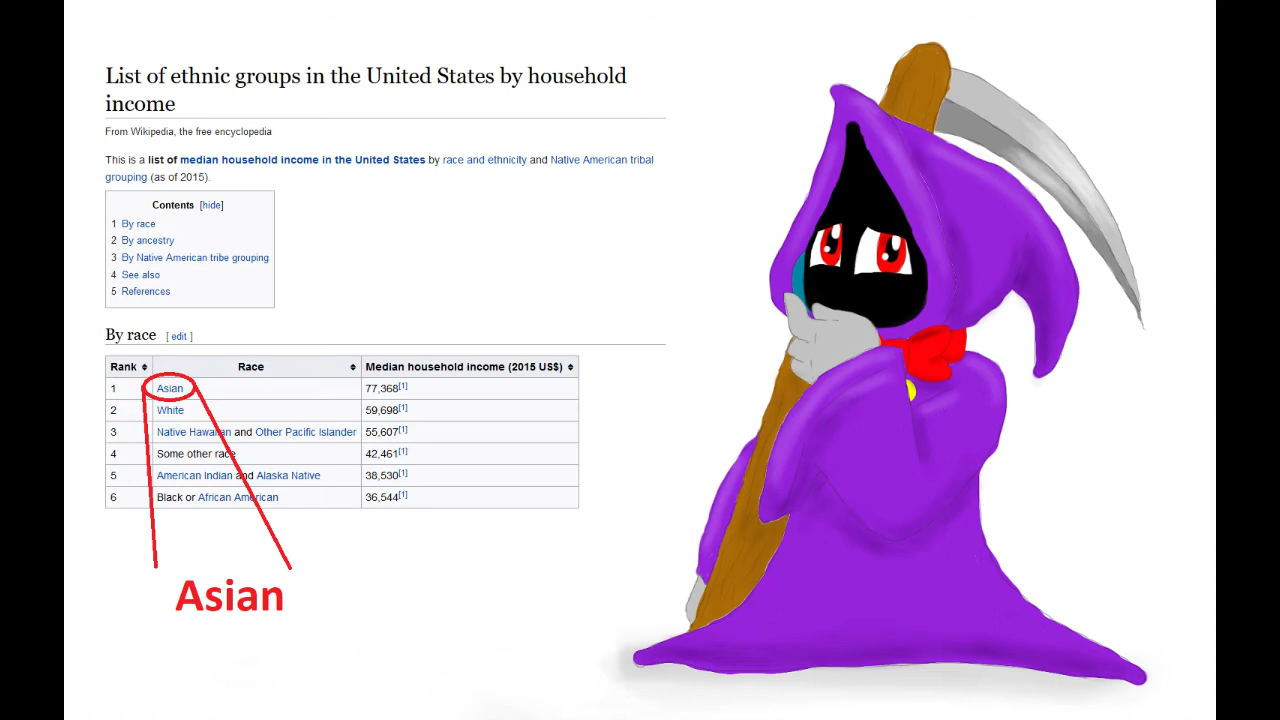 List of ethnic groups in the United States by household
income
From Wikipedia, the free encyclopedia
This is a list of median household income in the United States by race and ethnicity and Native American tribal
grouping (as of 2015).
Contents [hide]
1 By race
2 By ancestry
3 By Native American tribe grouping
4 See also
5 References
By race [ edit ]
Rank Race Median household income (2015 US$)
1 Asian 77,368[1]
2 White 59,698[1]
3 Native Hawaiian and Other Pacific Islander 55,607[1]
4 Some other race 42,461[1]
5 American Indian and Alaska Native 38,530[1]
6 Black or African American 36,544[1]
Asian